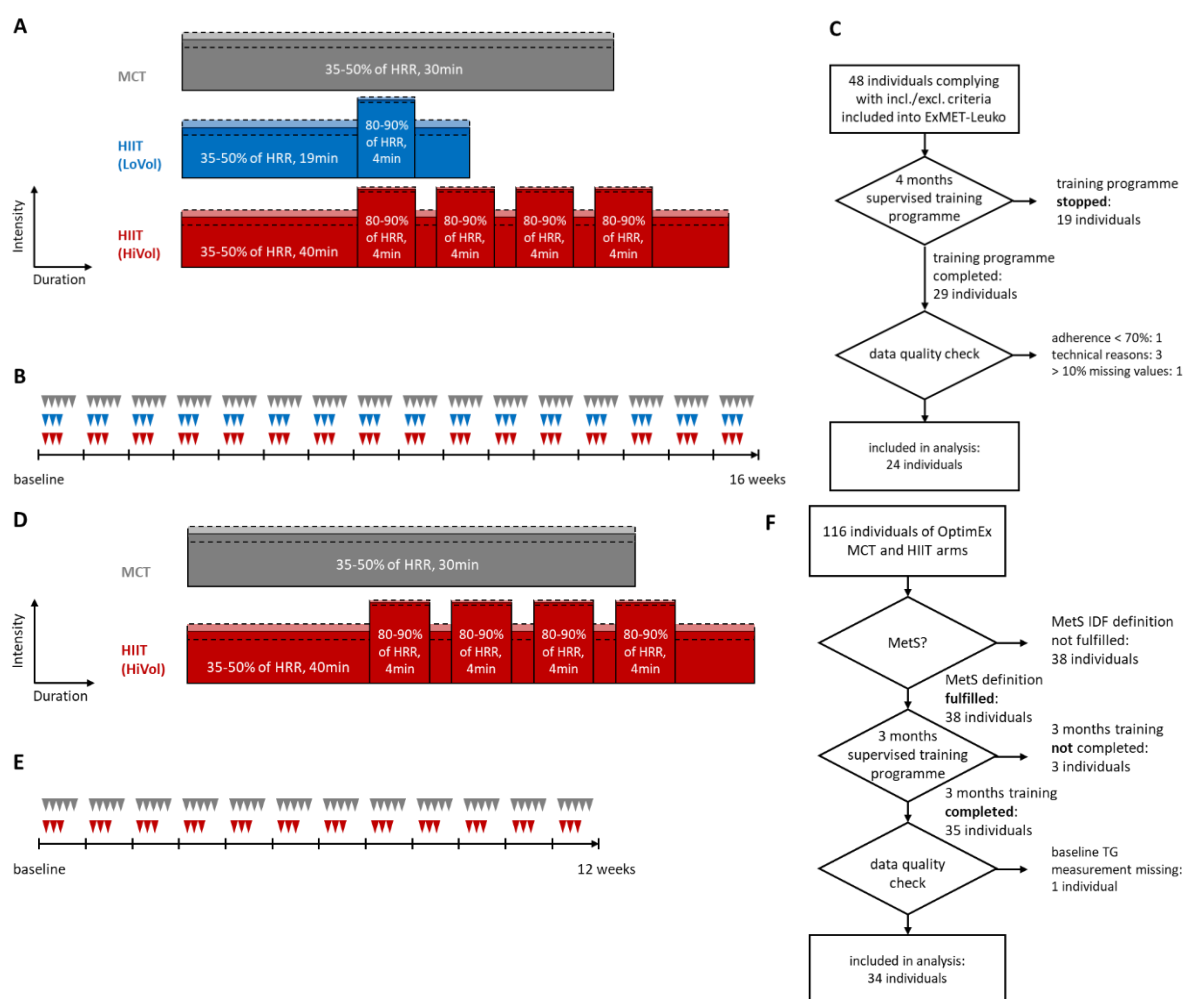 A
MCT
35-50% of HRR, 30min
HIIT
(LoVol)
35-50% of HRR, 19min
80-90%
of HRR,
4min
HIIT
(HiVol)
35-50% of HRR, 40min
80-90%
of HRR,
4min
80-90%
of HRR,
4min
80-90%
of HRR,
4min
80-90%
of HRR,
4min
Intensity
Duration
B
baseline
16 weeks
C
48 individuals complying
with incl./excl. criteria
included into ExMET-Leuko
4 months
supervised training
programme
training programme
stopped:
19 individuals
training programme
completed:
29 individuals
data quality check
adherence < 70%: 1
technical reasons: 3
> 10% missing values: 1
included in analysis:
24 individuals
D
MCT
35-50% of HRR, 30min
HIIT
(HiVol)
35-50% of HRR, 40min
80-90%
of HRR,
4min
80-90%
of HRR,
4min
80-90%
of HRR,
4min
80-90%
of HRR,
4min
Intensity
Duration
E
baseline
12 weeks
F
116 individuals of OptimEx
MCT and HIIT arms
MetS?
MetS IDF definition
not fulfilled:
38 individuals
MetS definition
fulfilled:
38 individuals
3 months
supervised training
programme
3 months training
not completed:
3 individuals
3 months training
completed:
35 individuals
data quality
check
baseline TG
measurement missing:
1 individual
included in analysis:
34 individuals